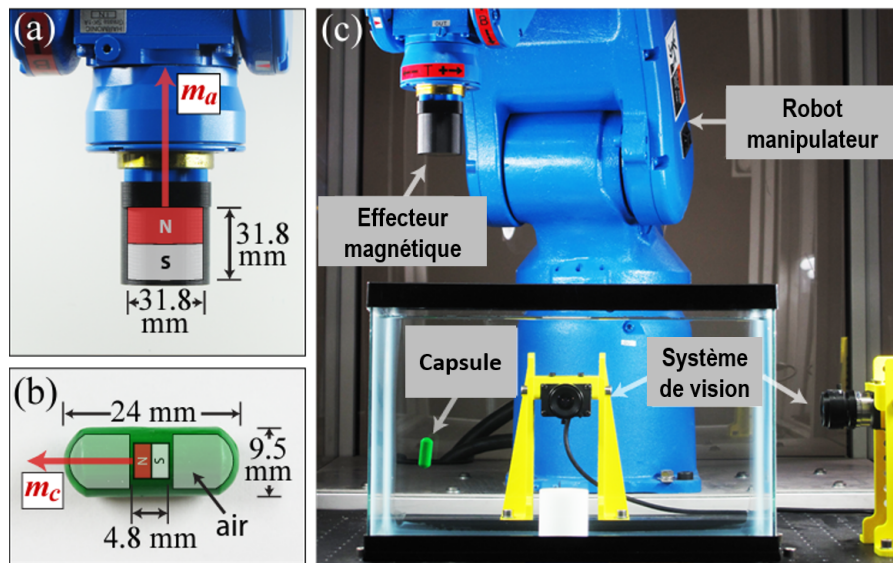 (a)
m_a
N
S
31.8
mm
31.8
mm
(b)
24 mm
N
S
9.5
mm
m_c
air
4.8 mm
(c)
Robot
manipulateur
Effecteur
magnétique
Capsule
Système
de vision